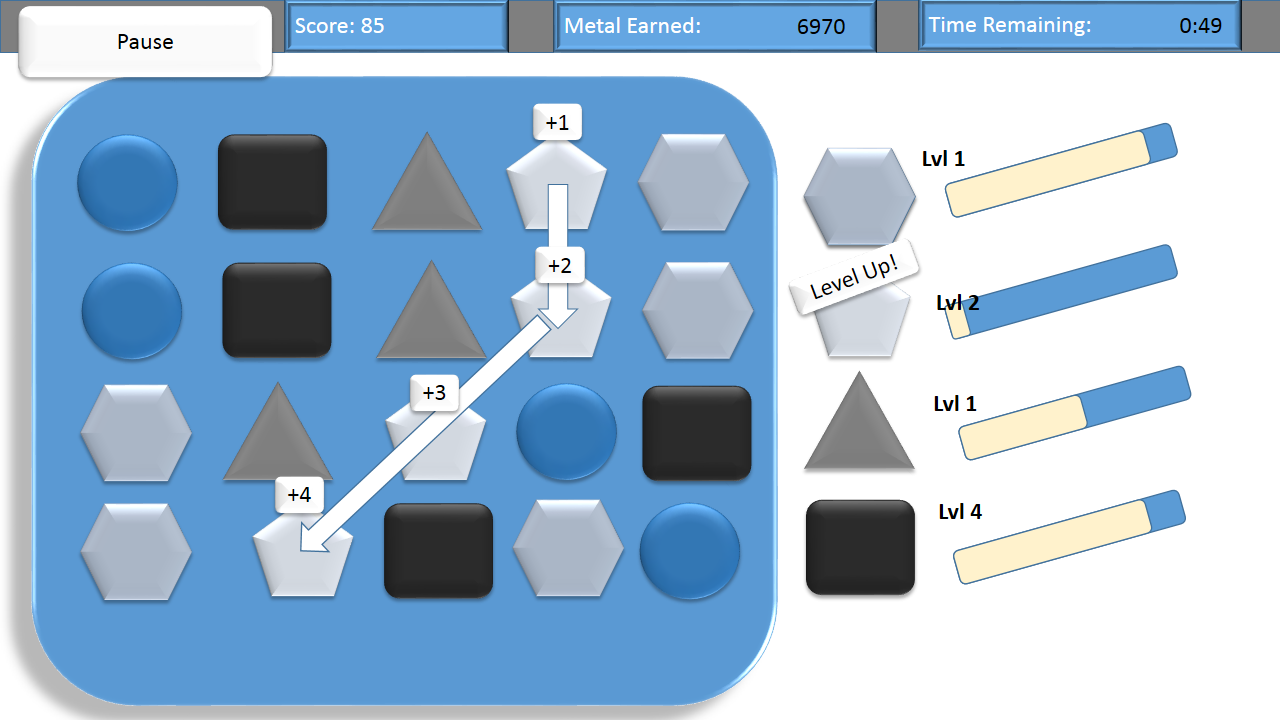 Pause
Score: 85
Metal Earned: 6970
Time Remaining: 0:49
+1
+2
+3
+4
Lvl 1
Level Up!
Lvl 2
Lvl 1
Lvl 4